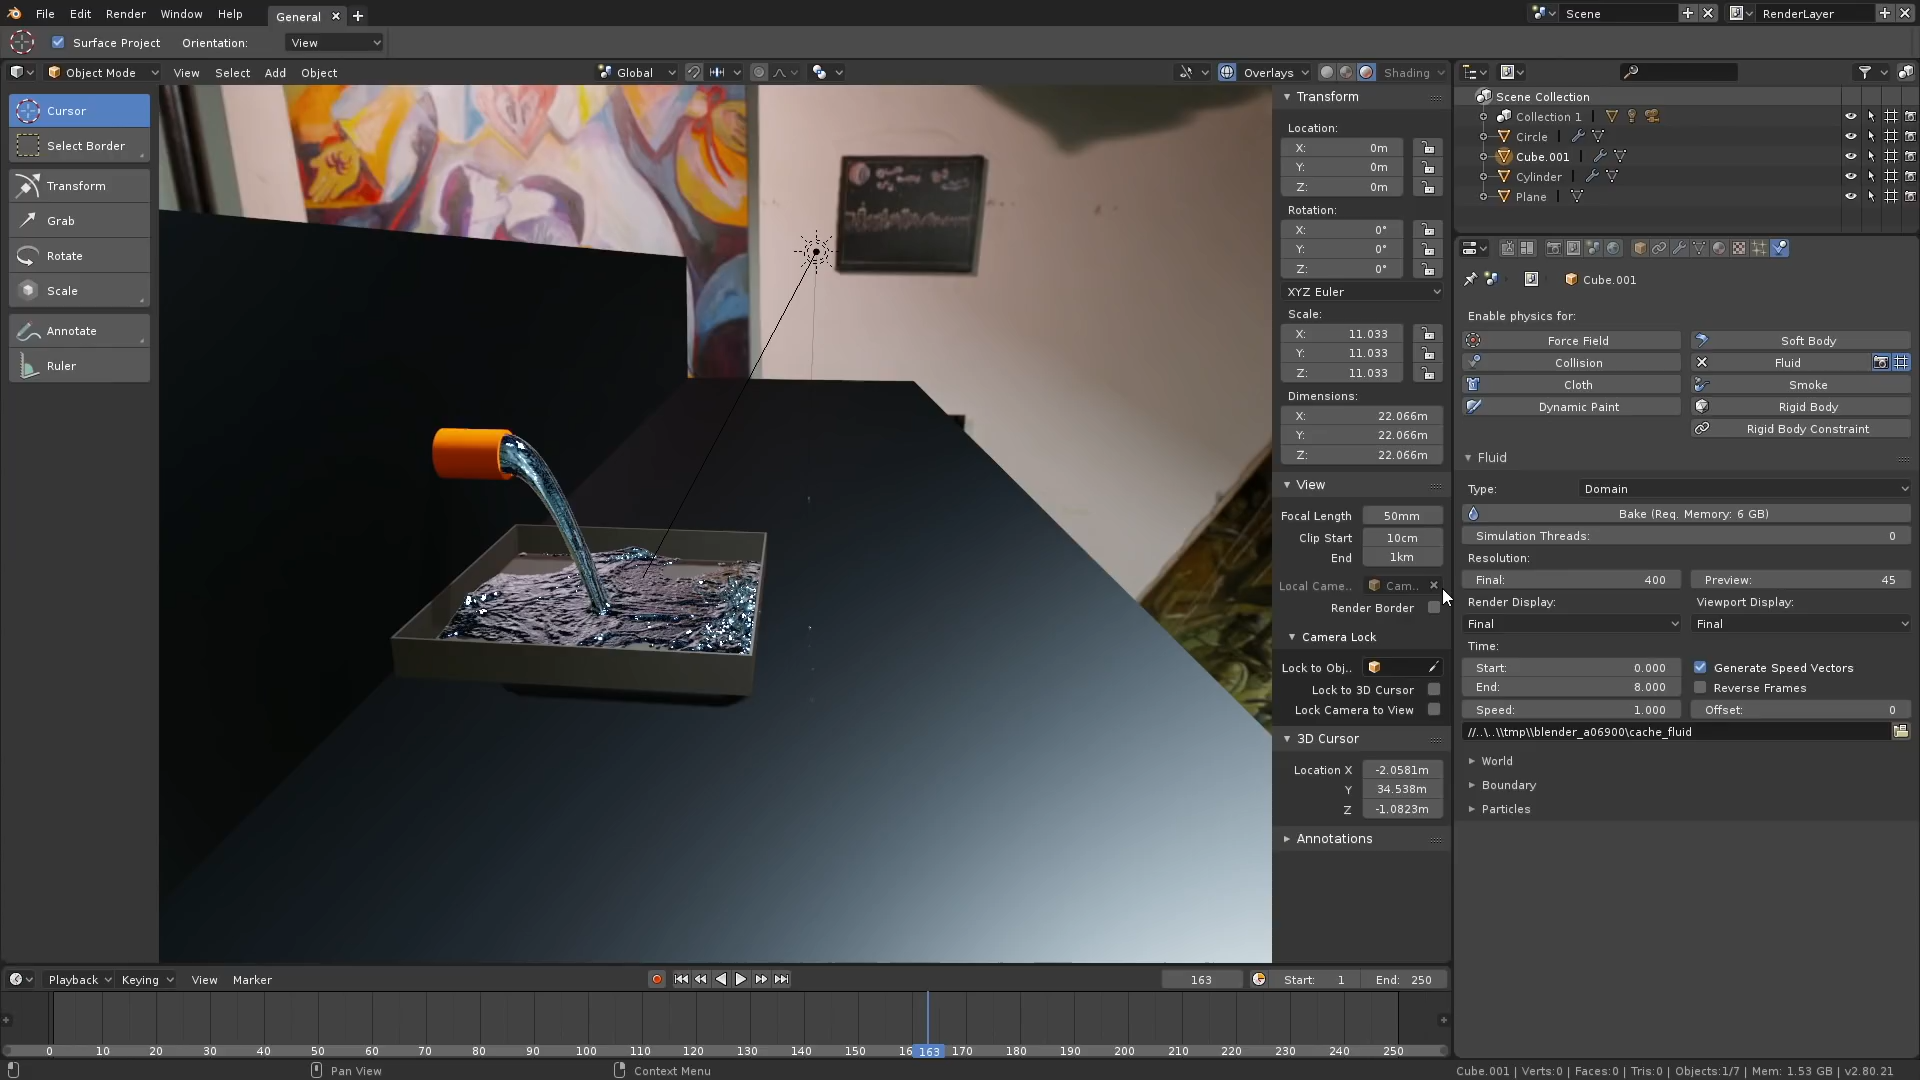 File Edit Render Window Help General Scene RenderLayer
Surface Project Orientation: View
Object Mode View Select Add Object Global Overlays Shading
Cursor
Select Border
Transform
Grab
Rotate
Scale
Annotate
Ruler
Transform
Location:
X: 0m
Y: 0m
Z: 0m
Rotation:
X: 0°
Y: 0°
Z: 0°
XYZ Euler
Scale:
X: 11.033
Y: 11.033
Z: 11.033
Dimensions:
X: 22.066m
Y: 22.066m
Z: 22.066m
View
Focal Length 50mm
Clip Start 10cm
End 1km
Local Came.. Cam..
Render Border
Camera Lock
Lock to Obj..
Lock to 3D Cursor
Lock Camera to View
3D Cursor
Location X -2.0581m
Y 34.538m
Z -1.0823m
Annotations
Scene Collection
Collection 1
Circle
Cube.001
Cylinder
Plane
Cube.001
Enable physics for:
Force Field Soft Body
Collision Fluid
Cloth Smoke
Dynamic Paint Rigid Body
Rigid Body Constraint
Fluid
Type: Domain
Bake (Req. Memory: 6 GB)
Simulation Threads: 0
Resolution:
Final: 400 Preview: 45
Render Display: Viewport Display:
Final Final
Time:
Start: 0.000 Generate Speed Vectors
End: 8.000 Reverse Frames
Speed: 1.000 Offset: 0
//..\..\\tmp\\blender_a06900\cache_fluid
World
Boundary
Particles
Playback Keying View Marker 163 Start: 1 End: 250
0 10 20 30 40 50 60 70 80 90 100 110 120 130 140 150 16 163 170 180 190 200 210 220 230 240 250
Pan View Context Menu Cube.001 | Verts:0 | Faces:0 | Tris:0 | Objects:1/7 | Mem: 1.53 GB | v2.80.21